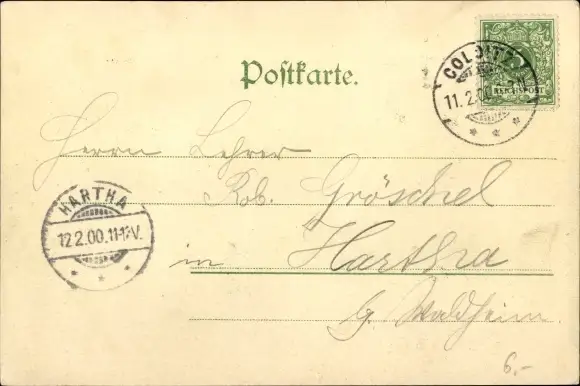 Postkarte.
COLDITZ
11.2.00
REICHSPOST
Herrn Lehrer
Rob. Gröschel
HARTHA
12.2.00.11-12V.
in Hartha
b. Waldheim
6.-